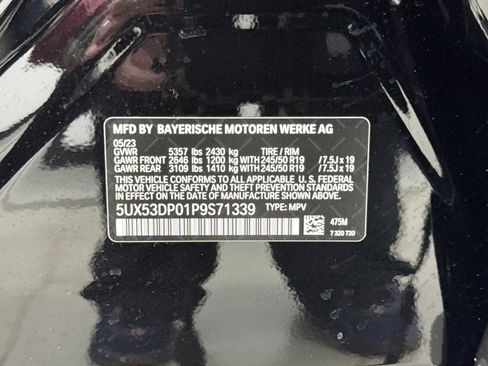 MFD BY BAYERISCHE MOTOREN WERKE AG
05/23
GVWR 5357 lbs 2430 kg TIRE / RIM
GAWR FRONT 2646 lbs 1200 kg WITH 245/50 R19 /7.5J x 19
GAWR REAR 3109 lbs 1410 kg WITH 245/50 R19 /7.5J x 19
THIS VEHICLE CONFORMS TO ALL APPLICABLE U.S. FEDERAL
MOTOR VEHICLE SAFETY, BUMPER, AND THEFT PREVENTION
STANDARDS IN EFFECT ON THE DATE OF MANUFACTURE SHOWN ABOVE.
5UX53DP01P9S71339 TYPE: MPV
475M
7 320 730